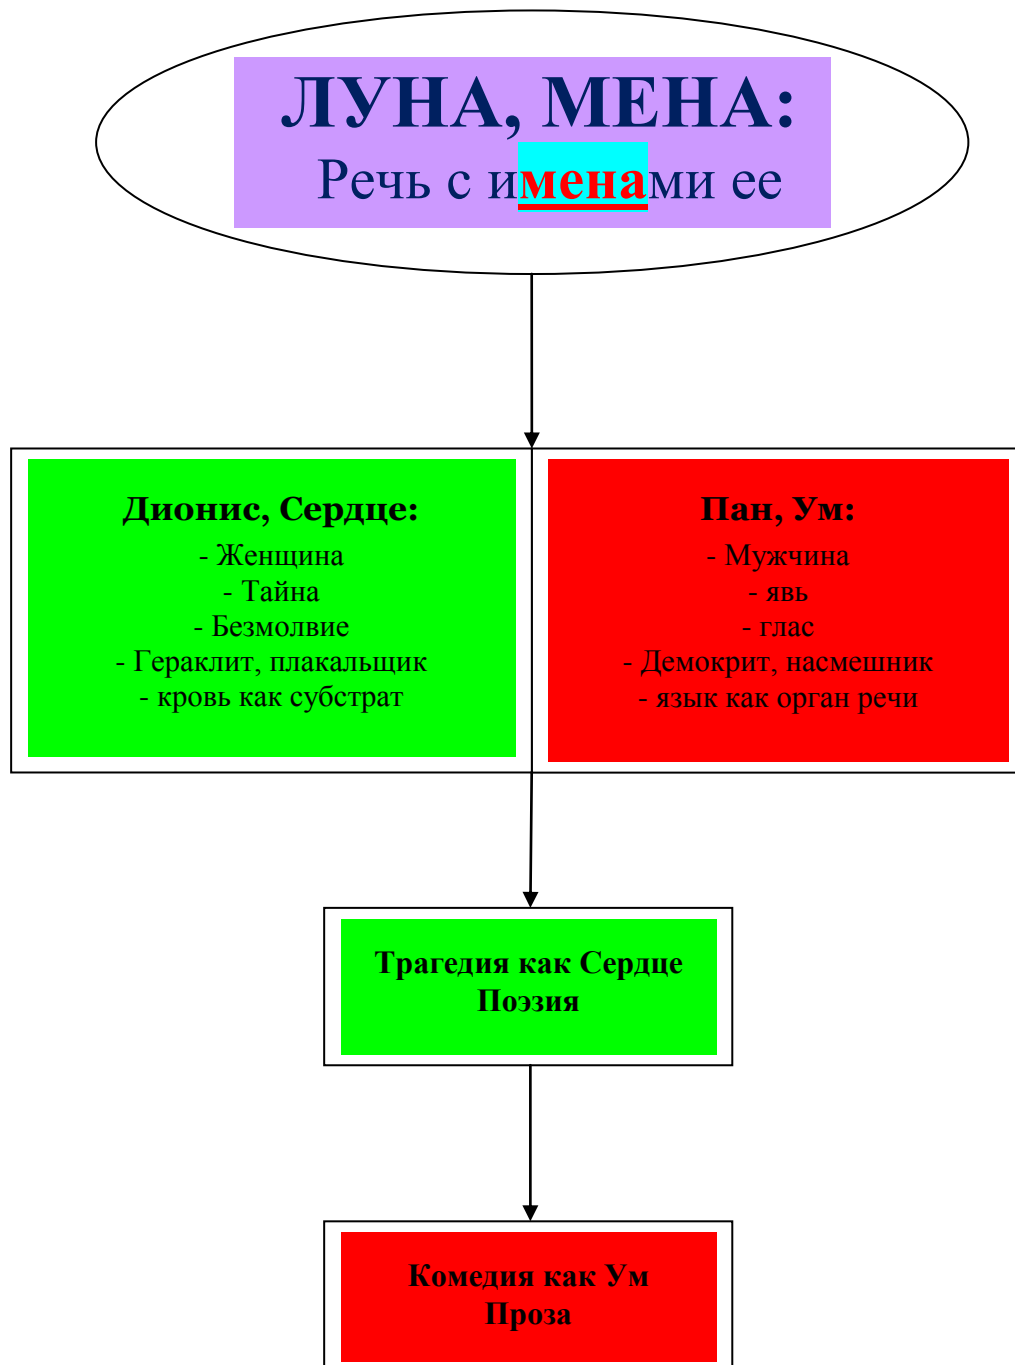 ЛУНА, МЕНА:
Речь с именами ее
Дионис, Сердце:
- Женщина
- Тайна
- Безмолвие
- Гераклит, плакальщик
- кровь как субстрат
Пан, Ум:
- Мужчина
- явь
- глас
- Демокрит, насмешник
- язык как орган речи
Трагедия как Сердце
Поэзия
Комедия как Ум
Проза